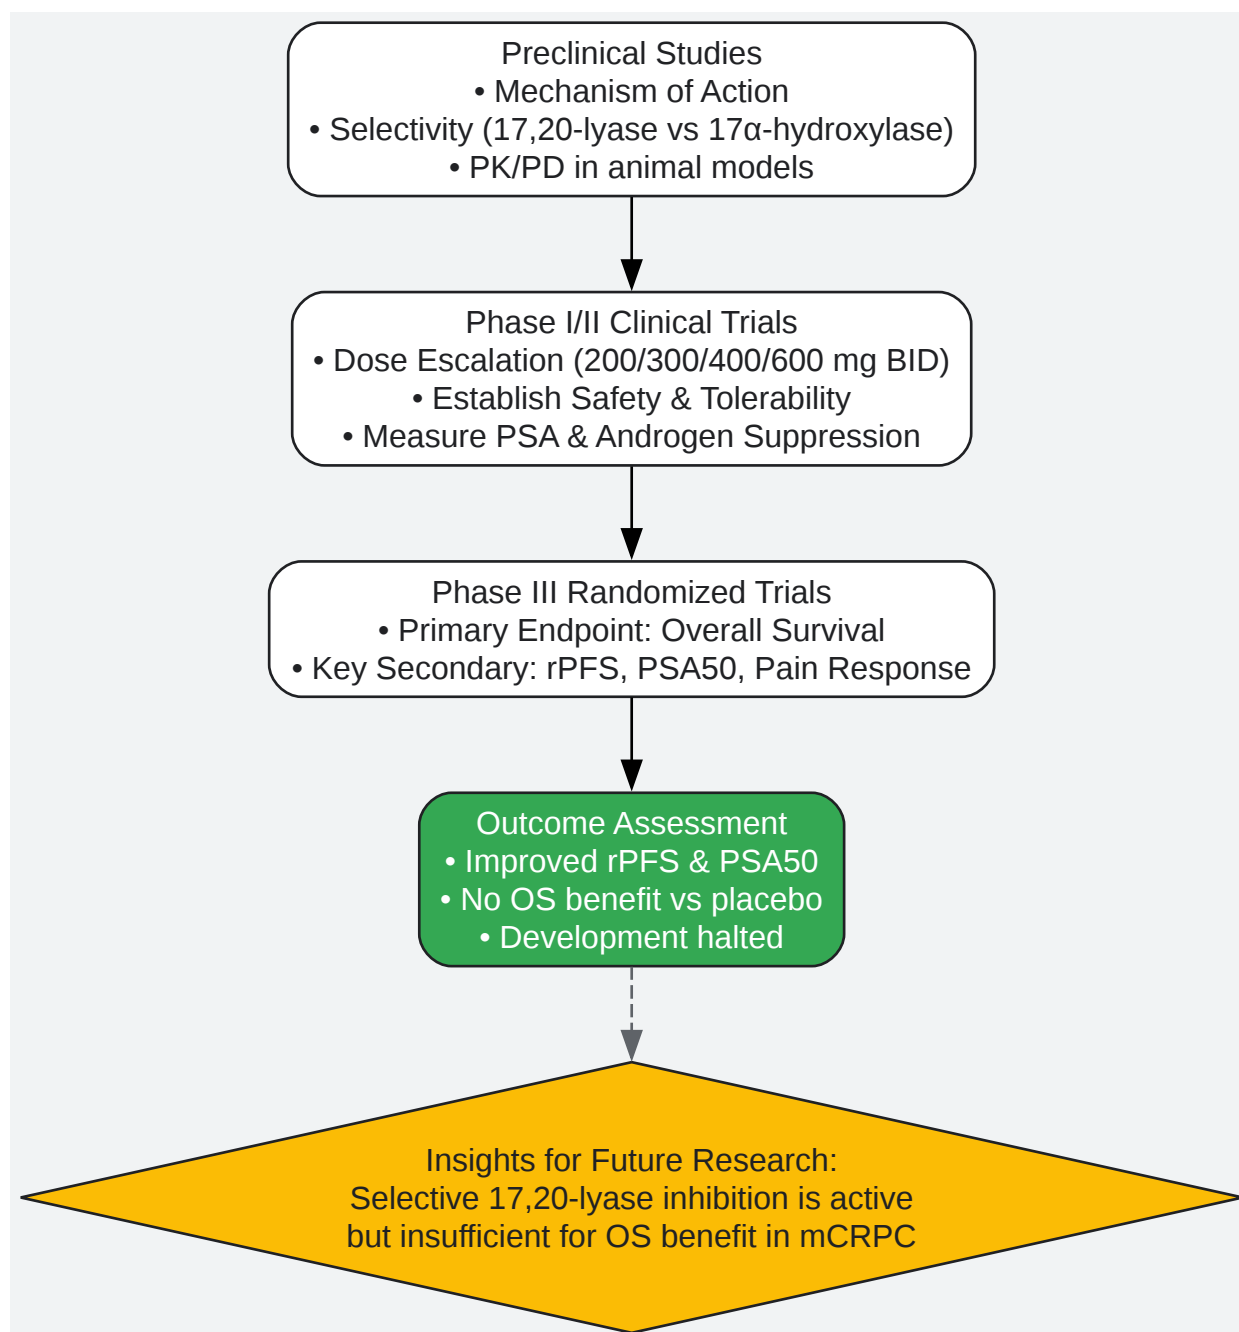 Preclinical Studies
• Mechanism of Action
• Selectivity (17,20-lyase vs 17α-hydroxylase)
• PK/PD in animal models
Phase I/II Clinical Trials
• Dose Escalation (200/300/400/600 mg BID)
• Establish Safety & Tolerability
• Measure PSA & Androgen Suppression
Phase III Randomized Trials
• Primary Endpoint: Overall Survival
• Key Secondary: rPFS, PSA50, Pain Response
Outcome Assessment
• Improved rPFS & PSA50
• No OS benefit vs placebo
• Development halted
Insights for Future Research:
Selective 17,20-lyase inhibition is active
but insufficient for OS benefit in mCRPC